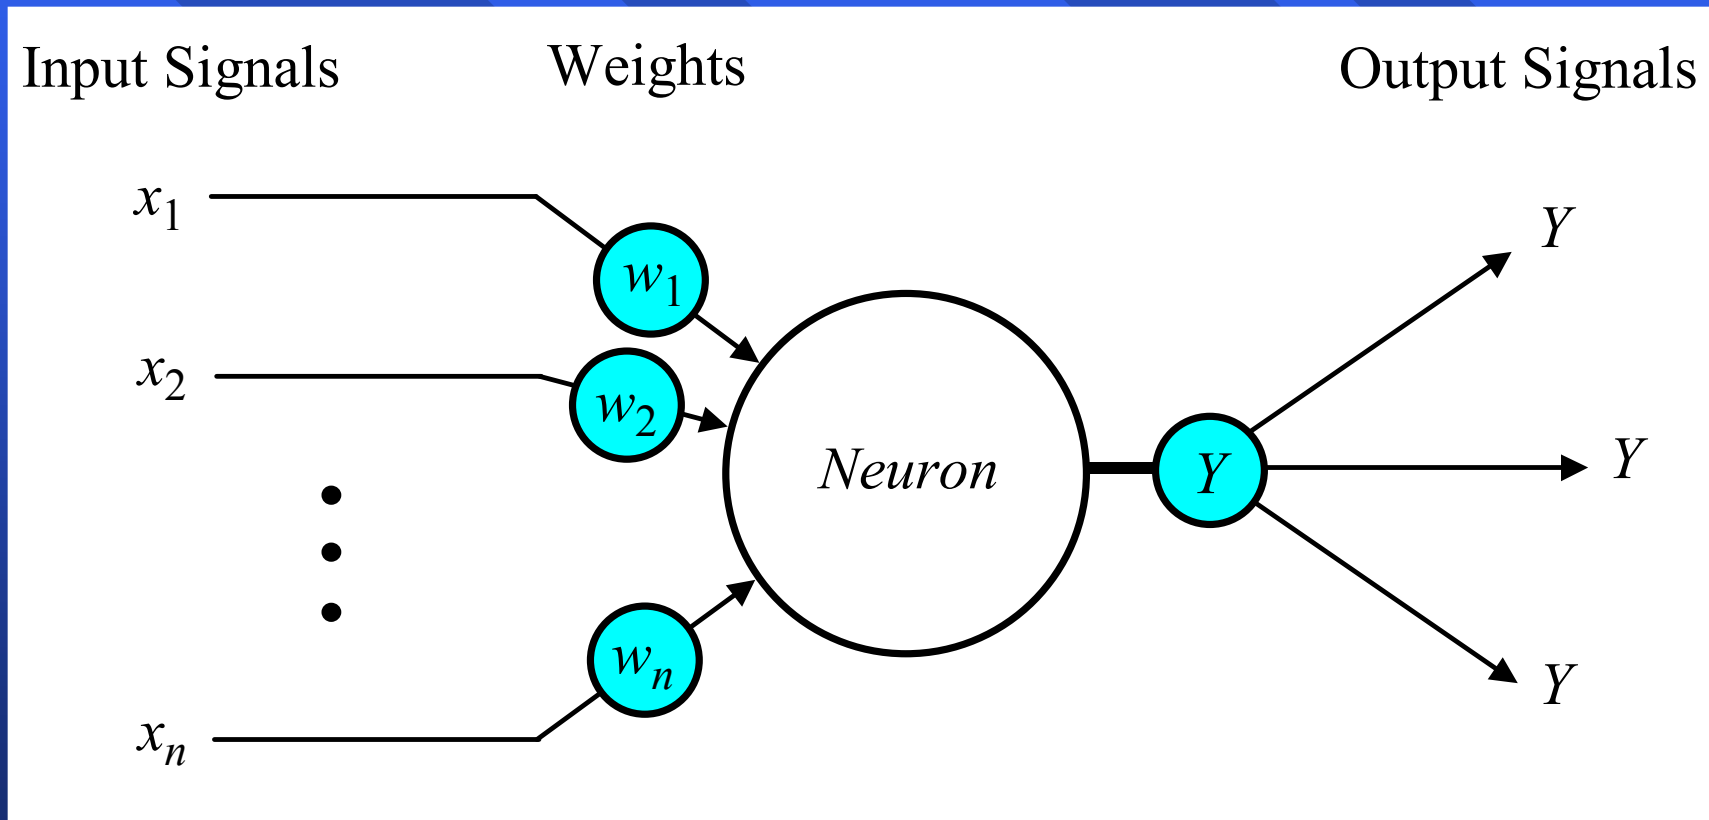 Input Signals Weights Output Signals
x₁
w₁
Y
x₂
w₂
Neuron
Y
Y
wₙ
Y
xₙ